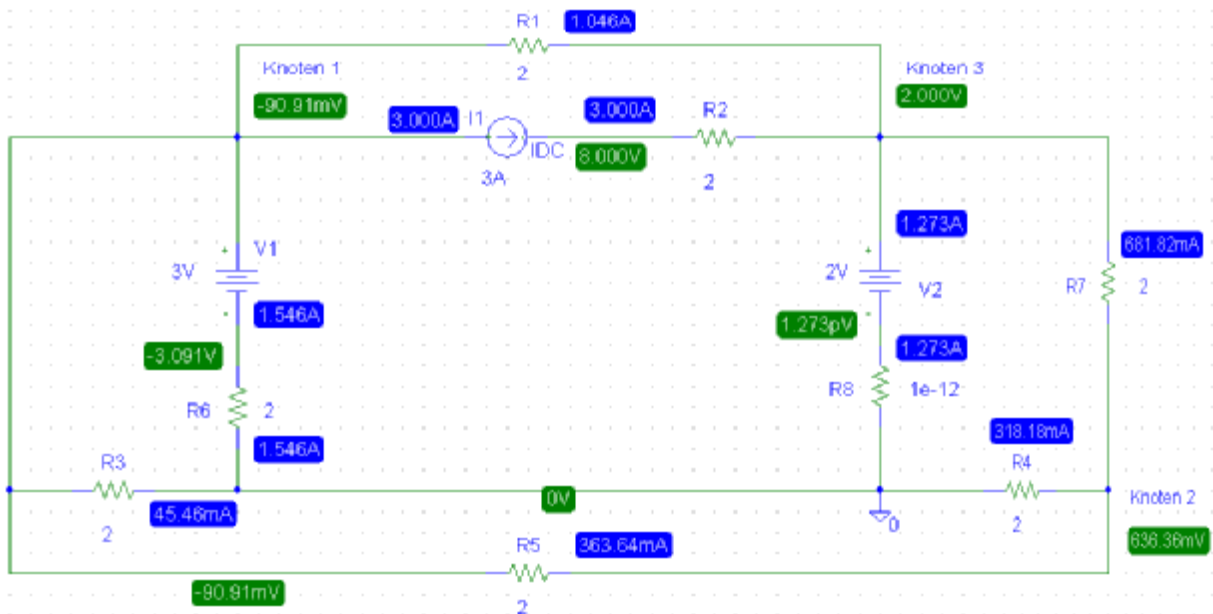 R1
1.046A
2
Knoten 1
-90.91mV
Knoten 3
2.000V
3.000A
I1
3.000A
R2
IDC
8.000V
3A
2
V1
3V
1.546A
-3.091V
R6
2
1.546A
1.273A
2V
V2
1.273pV
1.273A
R8
1e-12
681.82mA
R7
2
318.18mA
R4
2
R3
45.46mA
2
0V
0
Knoten 2
636.36mV
R5
363.64mA
-90.91mV
2